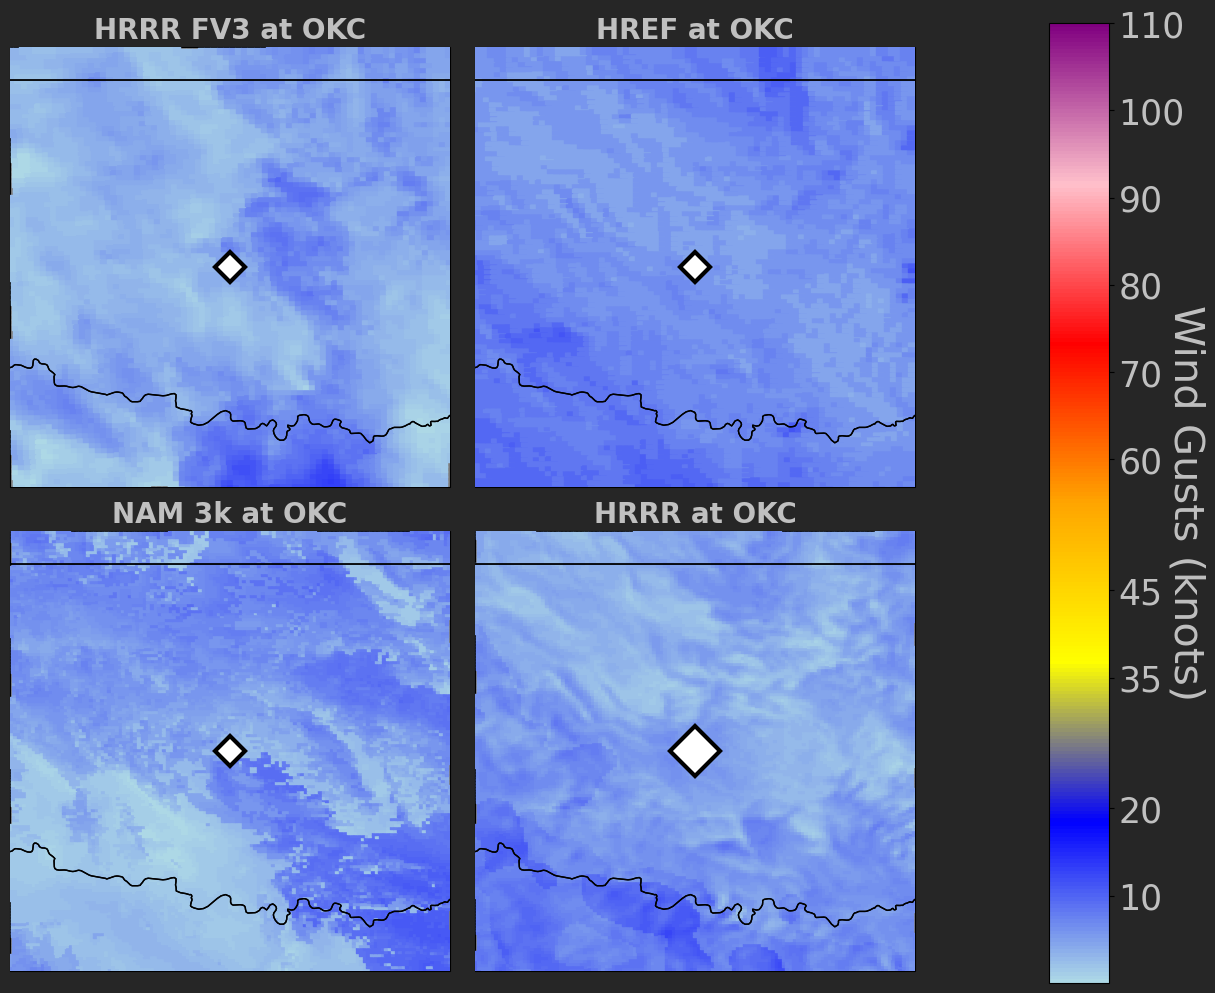 HRRR FV3 at OKC
HREF at OKC
NAM 3k at OKC
HRRR at OKC
110
100
90
80
70
60
45
35
20
10
Wind Gusts (knots)